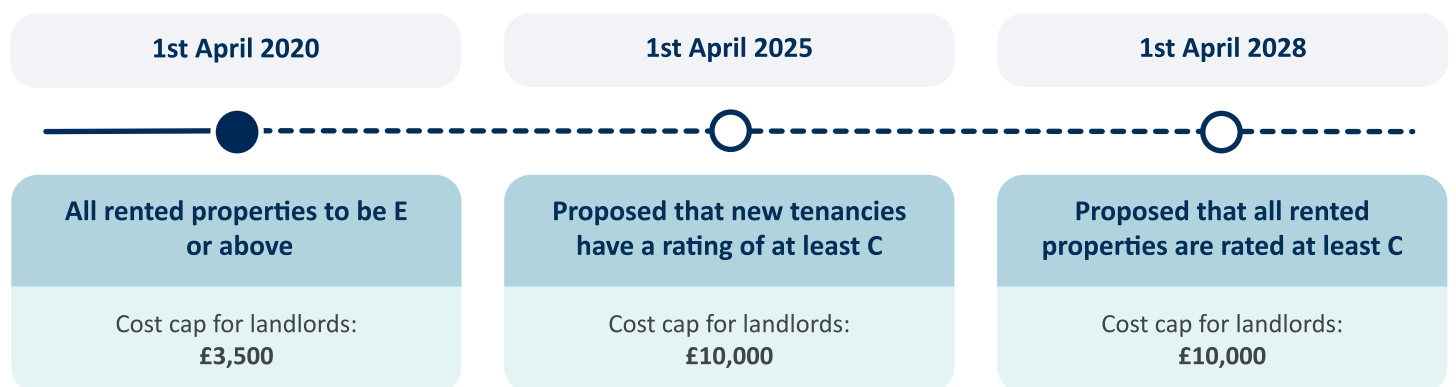 1st April 2020
1st April 2025
1st April 2028
All rented properties to be E
or above
Cost cap for landlords:
£3,500
Proposed that new tenancies
have a rating of at least C
Cost cap for landlords:
£10,000
Proposed that all rented
properties are rated at least C
Cost cap for landlords:
£10,000